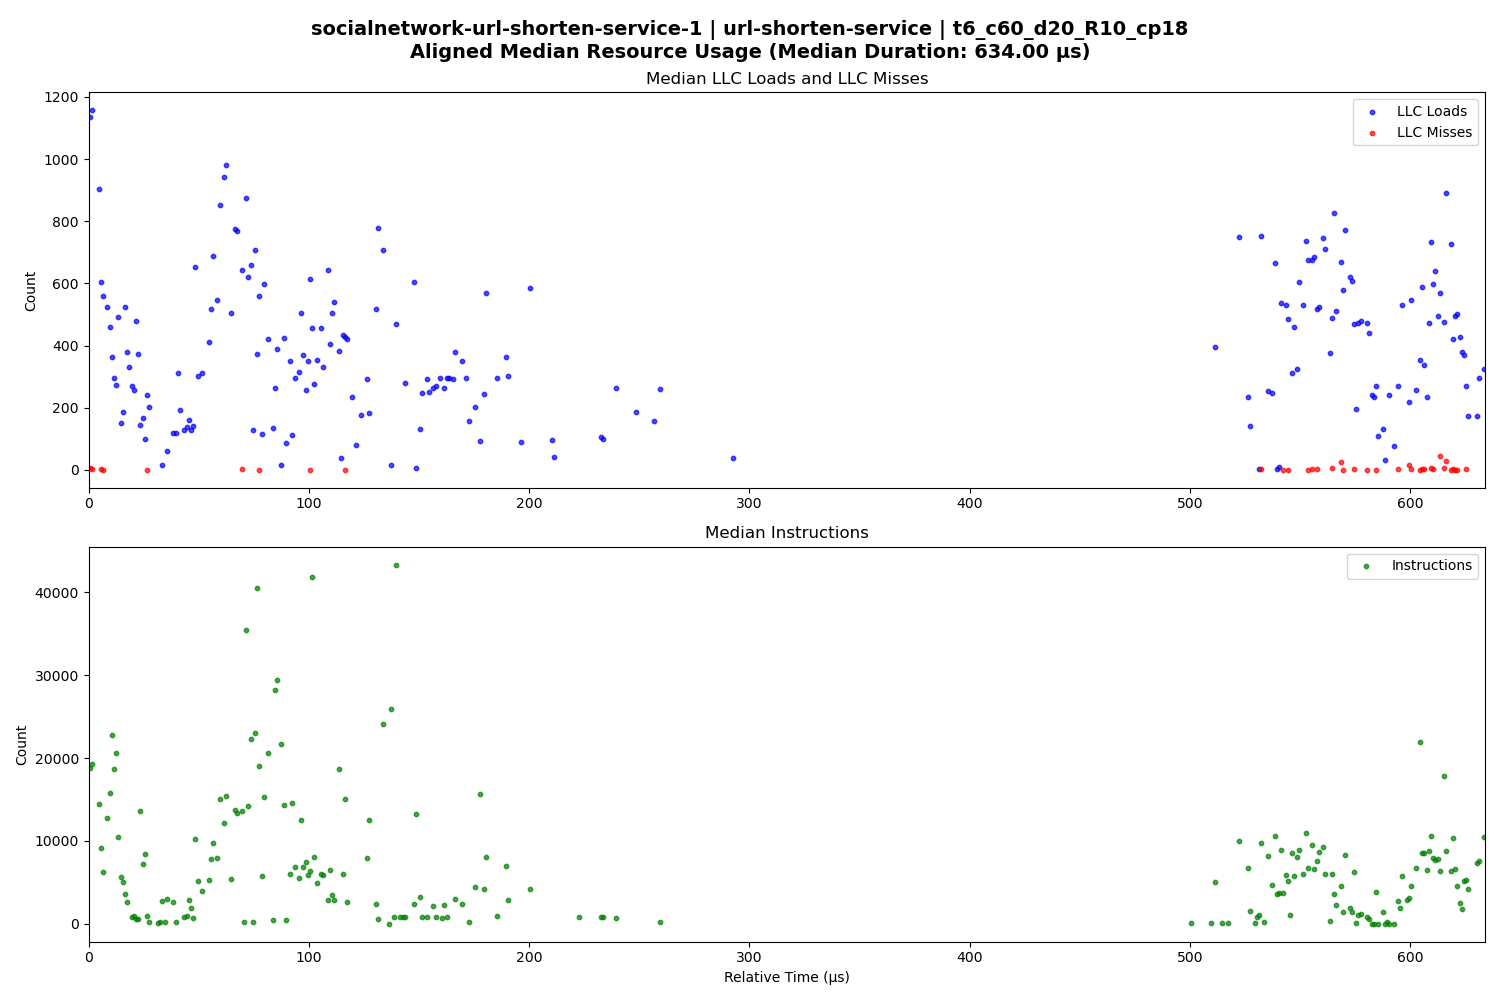 socialnetwork-url-shorten-service-1 | url-shorten-service | t6_c60_d20_R10_cp18
Aligned Median Resource Usage (Median Duration: 634.00 µs)
Median LLC Loads and LLC Misses
1200
1000
800
600
400
200
0
Count
LLC Loads
LLC Misses
0 100 200 300 400 500 600
Median Instructions
40000
30000
20000
10000
0
Count
Instructions
0 100 200 300 400 500 600
Relative Time (µs)